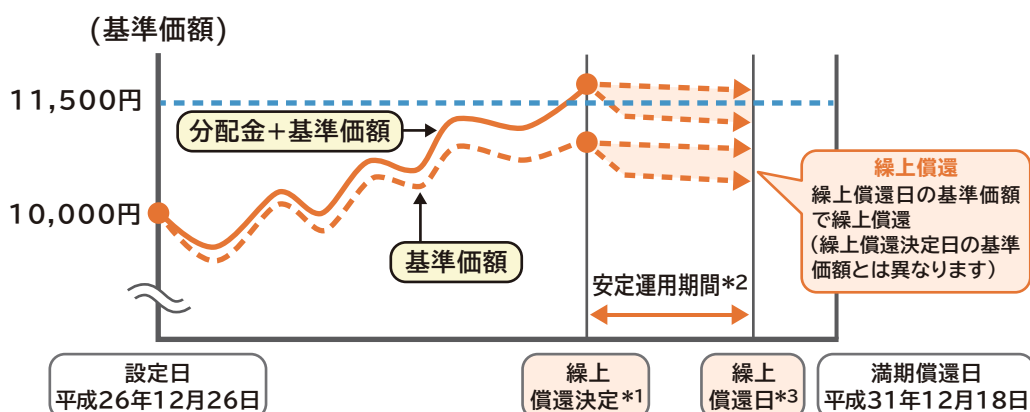 (基準価額)
11,500円
分配金＋基準価額
10,000円
基準価額
繰上償還
繰上償還日の基準価額
で繰上償還
(繰上償還決定日の基準
価額とは異なります)
安定運用期間*2
設定日
平成26年12月26日
繰上
償還決定*1
繰上
償還日*3
満期償還日
平成31年12月18日